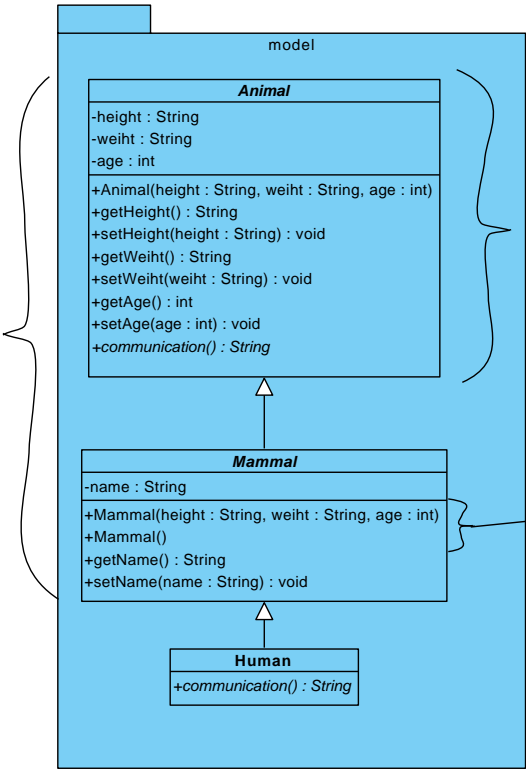 model
Animal
-height : String
-weiht : String
-age : int
+Animal(height : String, weiht : String, age : int)
+getHeight() : String
+setHeight(height : String) : void
+getWeiht() : String
+setWeiht(weiht : String) : void
+getAge() : int
+setAge(age : int) : void
+communication() : String
Mammal
-name : String
+Mammal(height : String, weiht : String, age : int)
+Mammal()
+getName() : String
+setName(name : String) : void
Human
+communication() : String